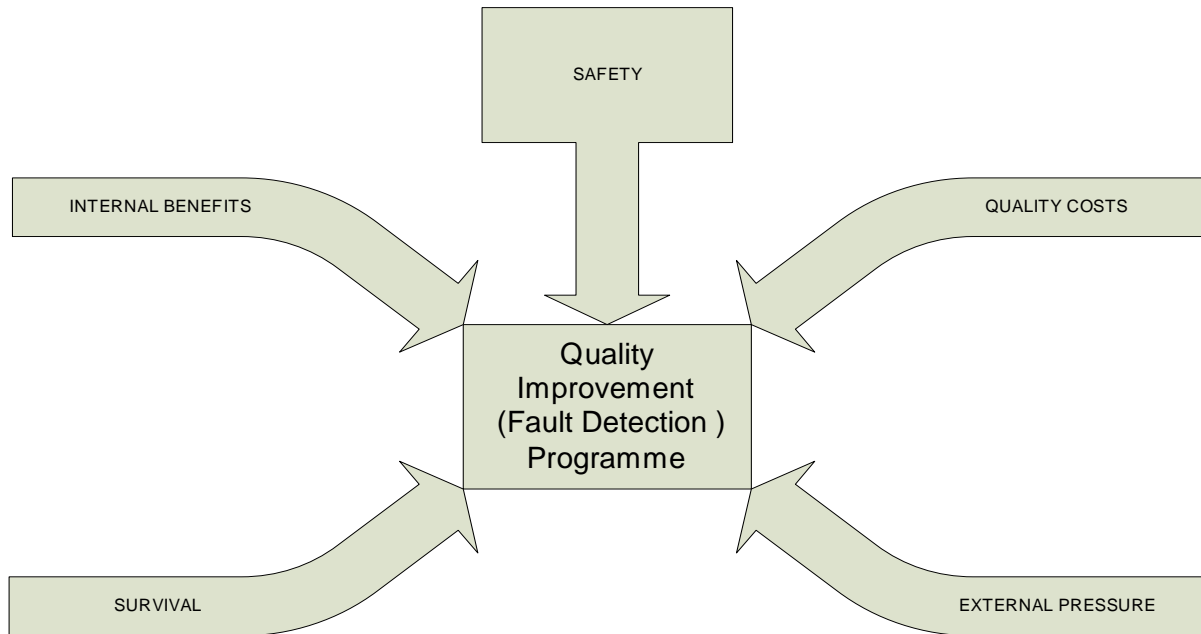 SAFETY
INTERNAL BENEFITS
QUALITY COSTS
Quality
Improvement
(Fault Detection )
Programme
SURVIVAL
EXTERNAL PRESSURE